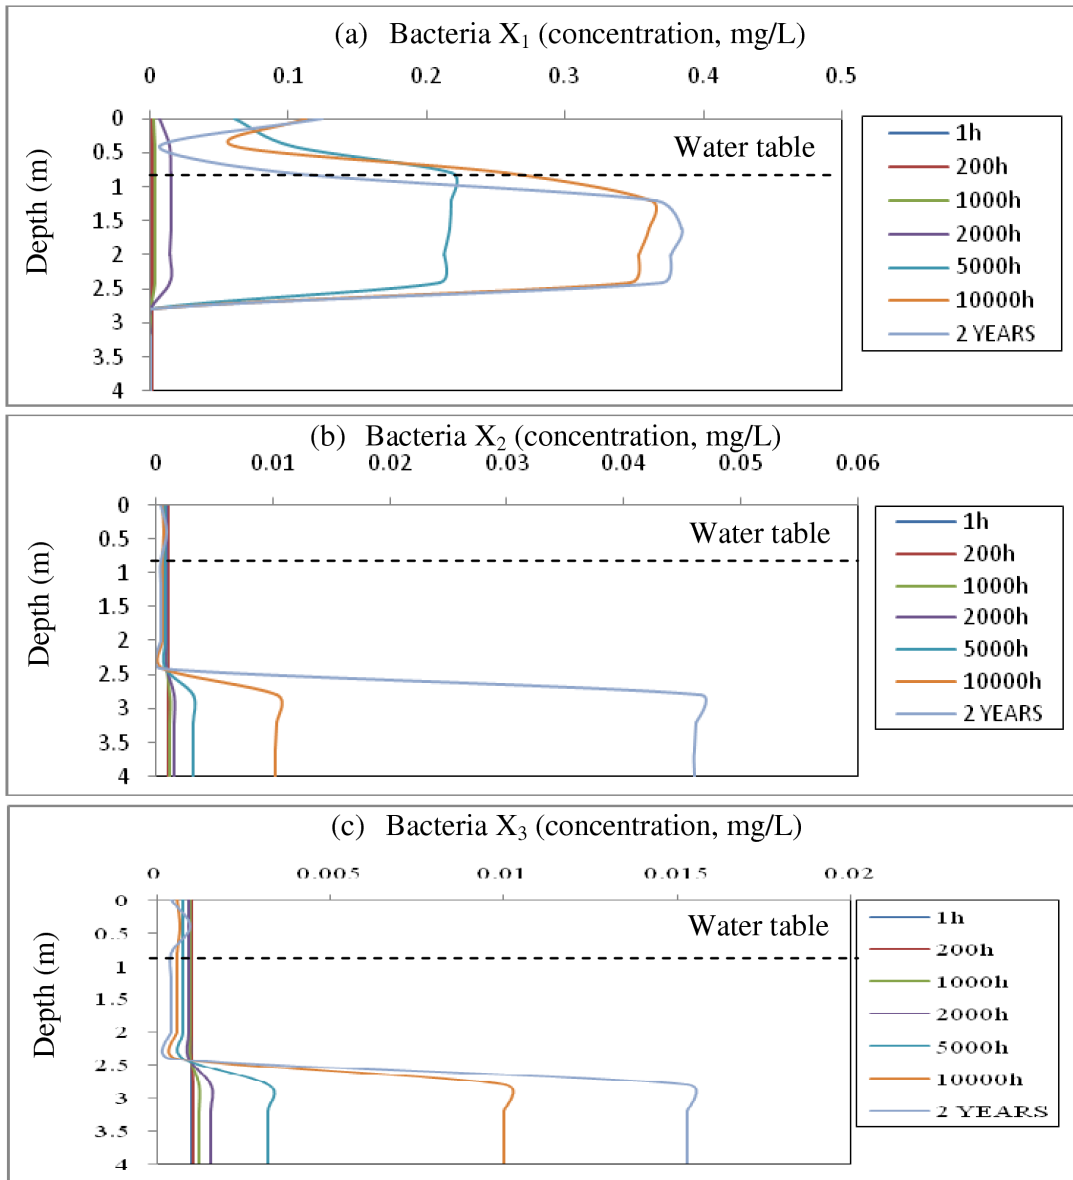 (a) Bacteria X₁ (concentration, mg/L)
0 0.1 0.2 0.3 0.4 0.5
Depth (m)
0
0.5
1
1.5
2
2.5
3
3.5
4
Water table
1h
200h
1000h
2000h
5000h
10000h
2 YEARS
(b) Bacteria X₂ (concentration, mg/L)
0 0.01 0.02 0.03 0.04 0.05 0.06
Depth (m)
0
0.5
1
1.5
2
2.5
3
3.5
4
Water table
1h
200h
1000h
2000h
5000h
10000h
2 YEARS
(c) Bacteria X₃ (concentration, mg/L)
0 0.005 0.01 0.015 0.02
Depth (m)
0
0.5
1
1.5
2
2.5
3
3.5
4
Water table
1h
200h
1000h
2000h
5000h
10000h
2 YEARS